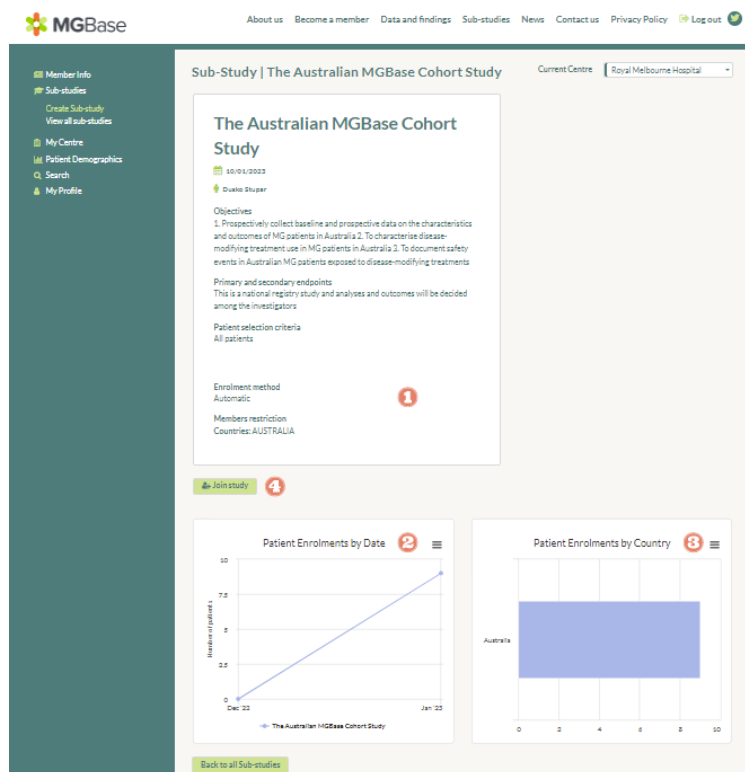 MGBase
About us Become a member Data and findings Sub-studies News Contact us Privacy Policy Log out
Member Info
Sub-studies
Create Sub-study
View all sub-studies
My Centre
Patient Demographics
Search
My Profile
Sub-Study | The Australian MGBase Cohort Study
Current Centre Royal Melbourne Hospital
The Australian MGBase Cohort
Study
10/01/2023
Dusko Stupar
Objectives
1. Prospectively collect baseline and prospective data on the characteristics
and outcomes of MG patients in Australia 2. To characterise disease-
modifying treatment use in MG patients in Australia 3. To document safety
events in Australian MG patients exposed to disease-modifying treatments
Primary and secondary endpoints
This is a national registry study and analyses and outcomes will be decided
among the investigators
Patient selection criteria
All patients
Enrolment method
Automatic
1
Members restriction
Countries: AUSTRALIA
Join study 4
Patient Enrolments by Date 2
10
7.5
5
2.5
0
Number of patients
Dec '22 Jan '23
The Australian MGBase Cohort Study
Patient Enrolments by Country 3
Australia
0 2 4 6 8 10
Back to all Sub-studies